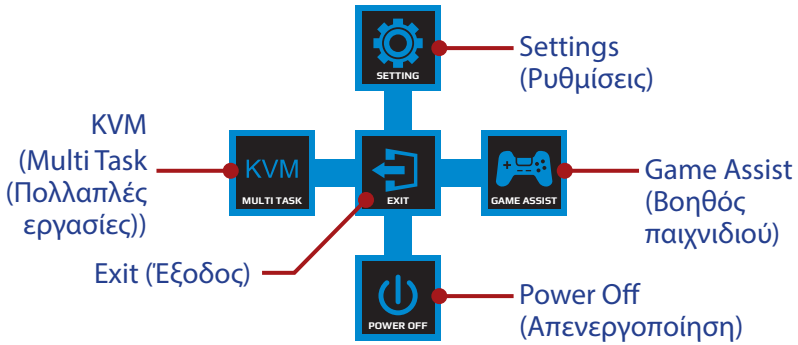 SETTING
Settings
(Ρυθμίσεις)
KVM
(Multi Task
(Πολλαπλές
εργασίες))
KVM
MULTI TASK
EXIT
GAME ASSIST
Game Assist
(Βοηθός
παιχνιδιού)
Exit (Έξοδος)
POWER OFF
Power Off
(Απενεργοποίηση)